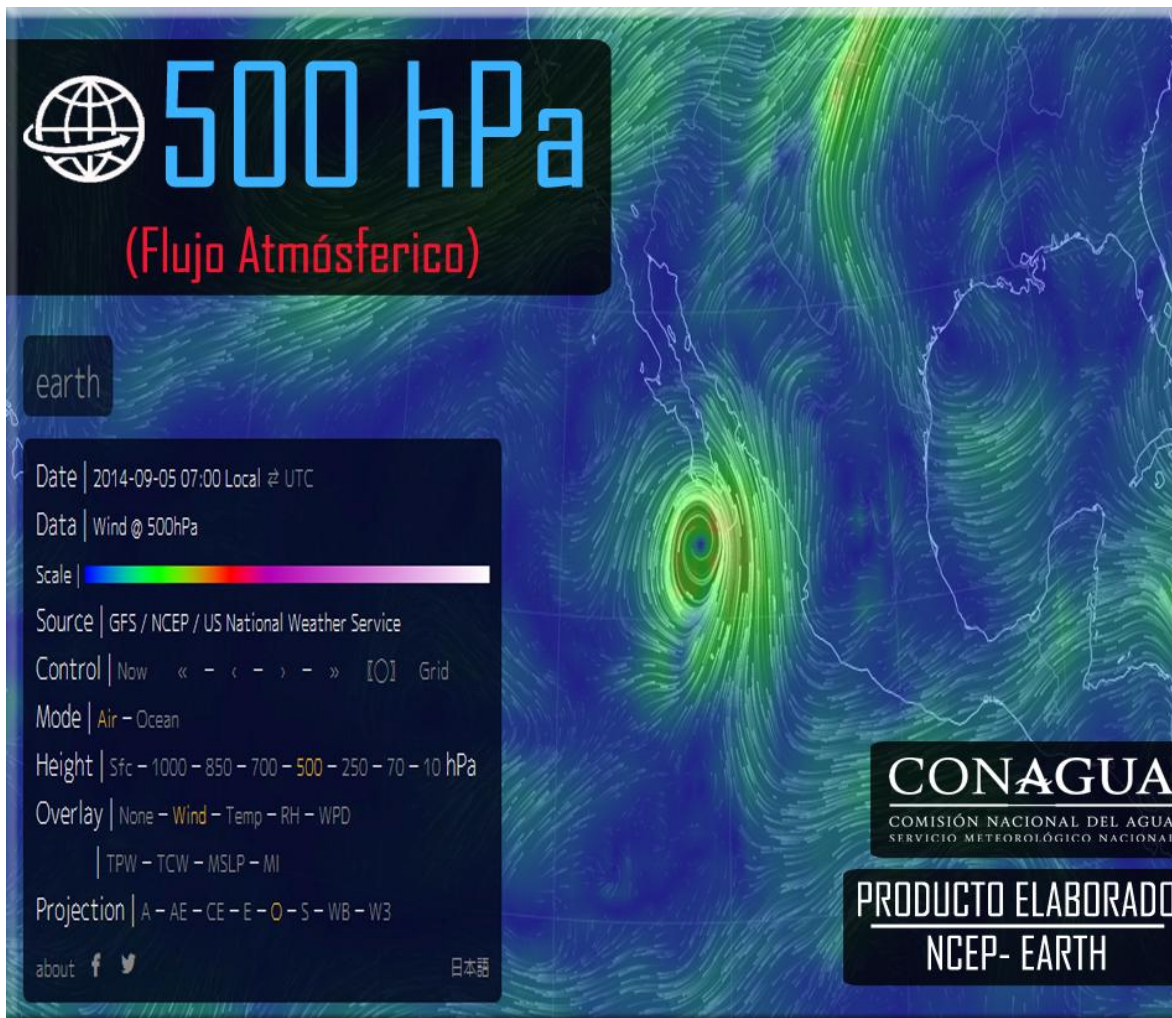 500 hPa
(Flujo Atmósferico)
earth
Date | 2014-09-05 07:00 Local ⇄ UTC
Data | Wind @ 500hPa
Scale |
Source | GFS / NCEP / US National Weather Service
Control | Now « – ‹ – › – » 〖◯〗 Grid
Mode | Air – Ocean
Height | Sfc – 1000 – 850 – 700 – 500 – 250 – 70 – 10 hPa
Overlay | None – Wind – Temp – RH – WPD
| TPW – TCW – MSLP – MI
Projection | A – AE – CE – E – O – S – WB – W3
about f 日本語
CONAGUA
COMISIÓN NACIONAL DEL AGUA
SERVICIO METEOROLÓGICO NACIONAL
PRODUCTO ELABORADO
NCEP- EARTH